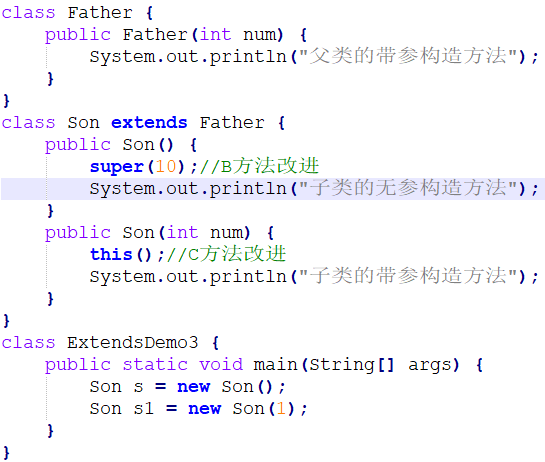 class Father {
    public Father(int num) {
        System.out.println("父类的带参构造方法");
    }
}
class Son extends Father {
    public Son() {
        super(10);//B方法改进
        System.out.println("子类的无参构造方法");
    }
    public Son(int num) {
        this();//C方法改进
        System.out.println("子类的带参构造方法");
    }
}
class ExtendsDemo3 {
    public static void main(String[] args) {
        Son s = new Son();
        Son s1 = new Son(1);
    }
}